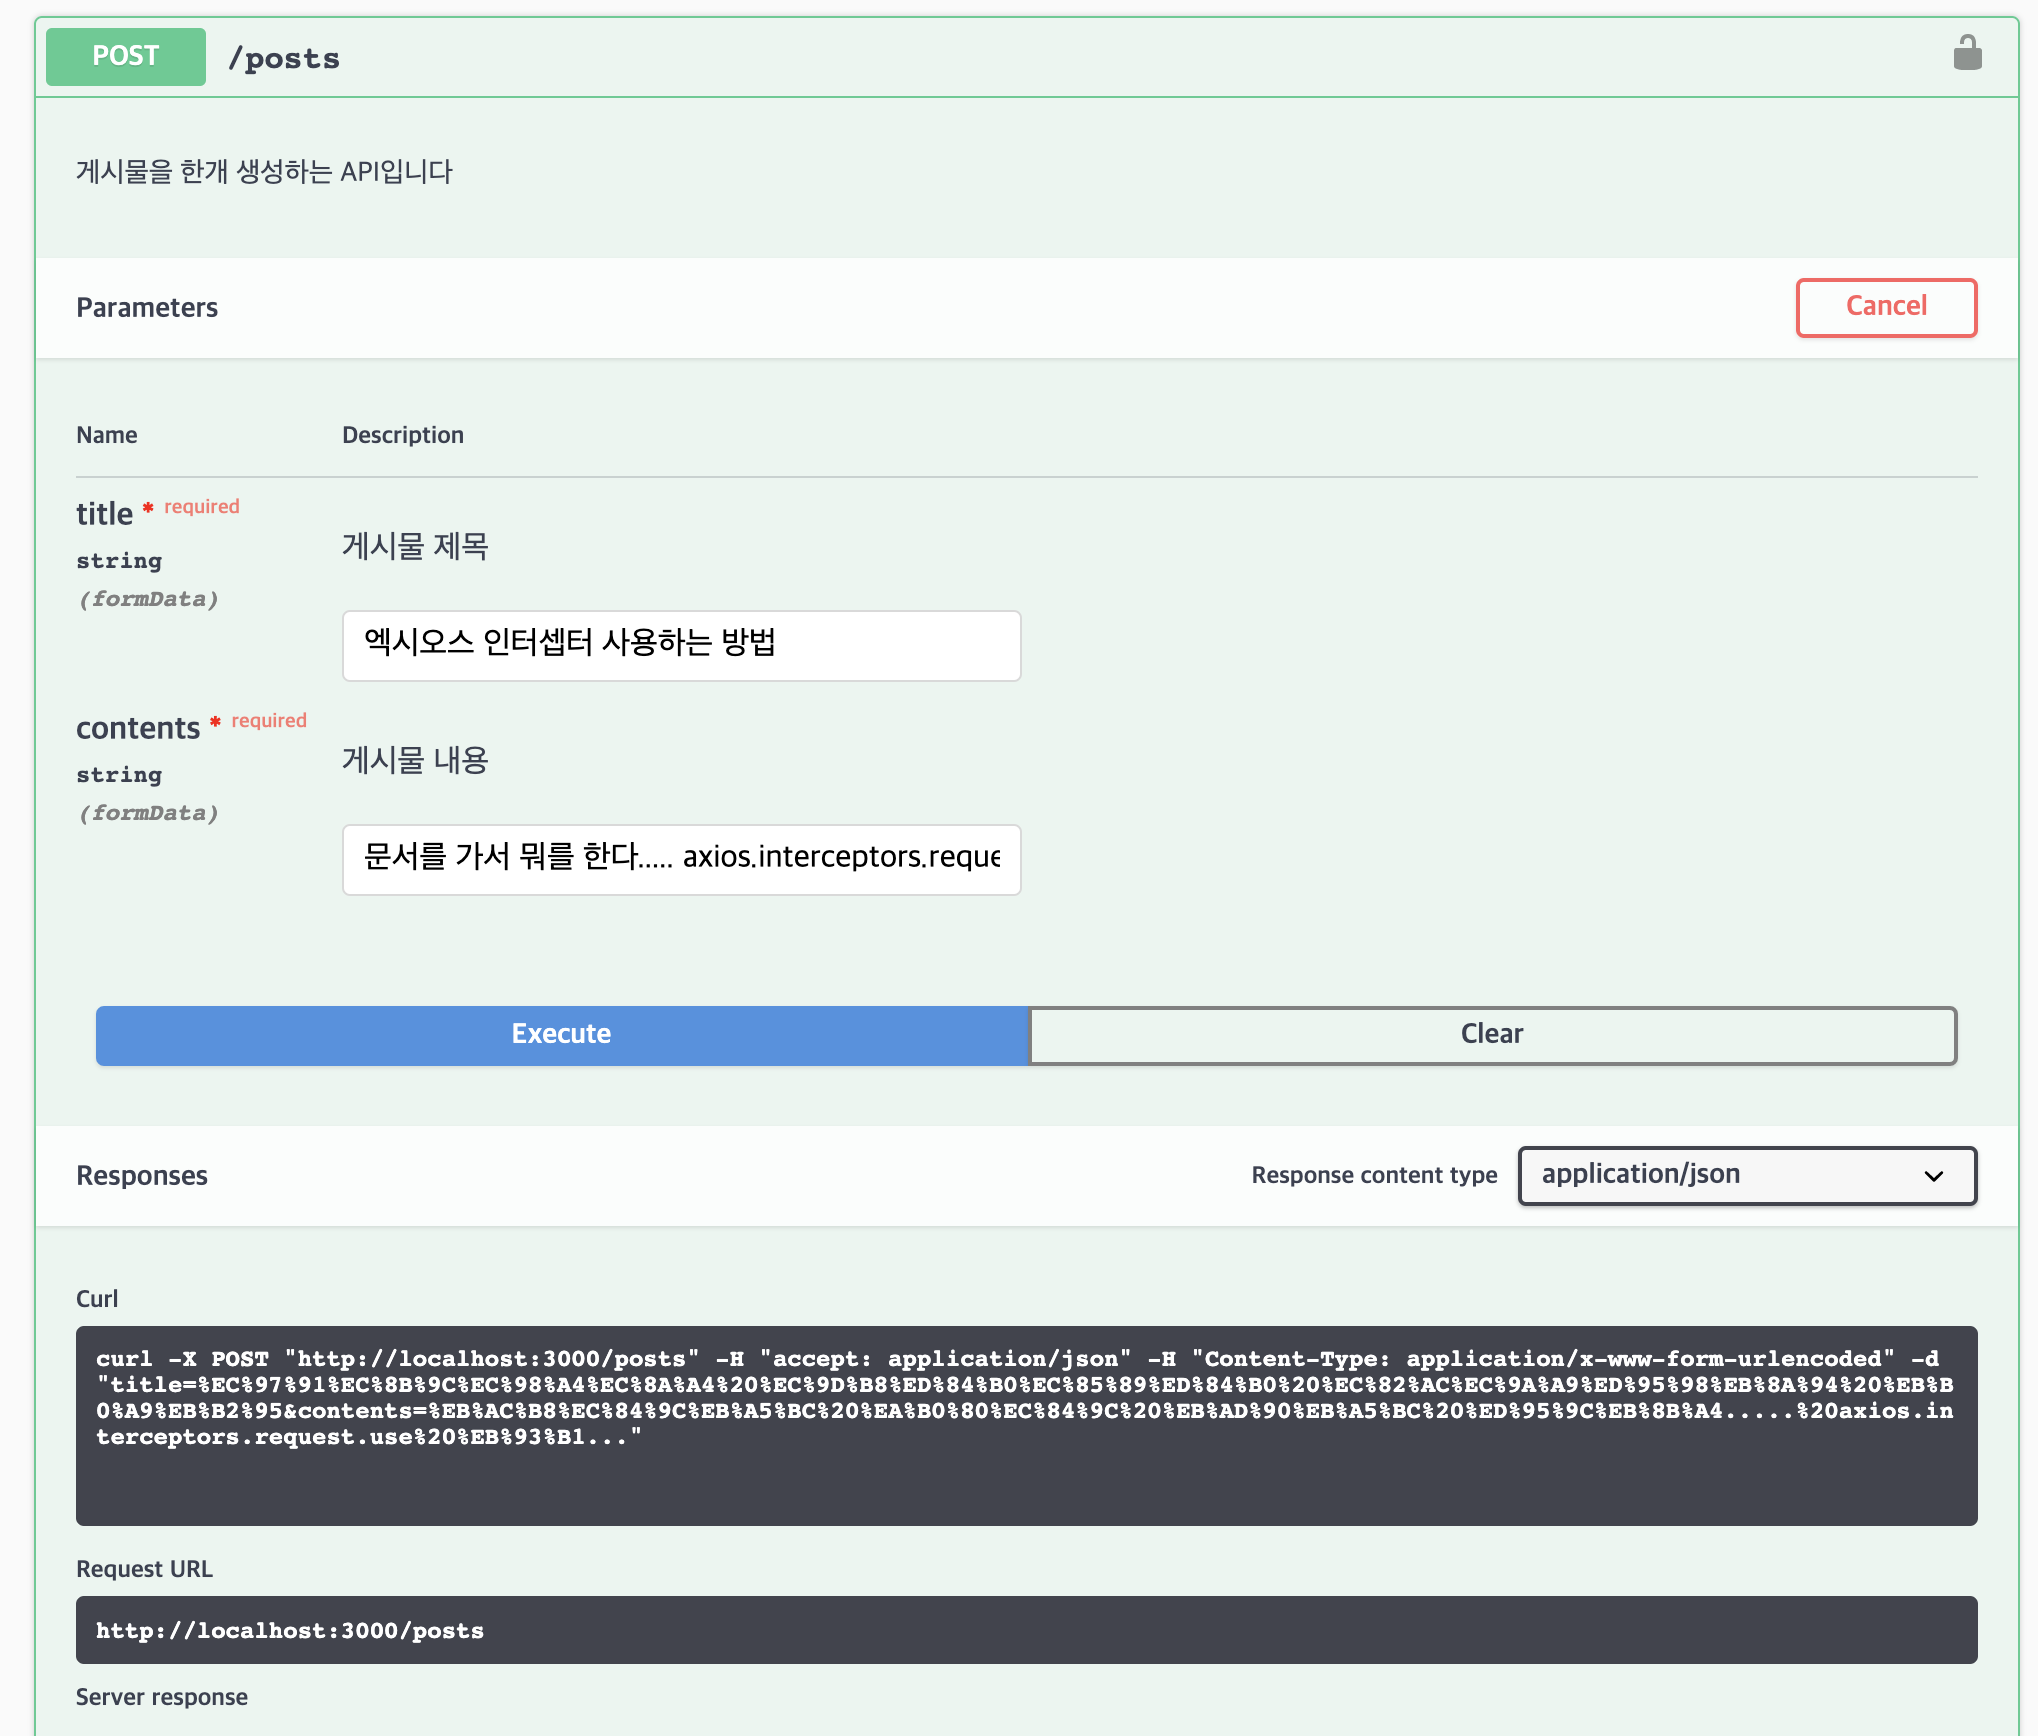 POST /posts
게시물을 한개 생성하는 API입니다
Parameters
Cancel
Name Description
title * required
string
(formData)
게시물 제목
엑시오스 인터셉터 사용하는 방법
contents * required
string
(formData)
게시물 내용
문서를 가서 뭐를 한다..... axios.interceptors.reque
Execute
Clear
Responses
Response content type
application/json
Curl
curl -X POST "http://localhost:3000/posts" -H "accept: application/json" -H "Content-Type: application/x-www-form-urlencoded" -d
"title=%EC%97%91%EC%8B%9C%EC%98%A4%EC%8A%A4%20%EC%9D%B8%ED%84%B0%EC%85%89%ED%84%B0%20%EC%82%AC%EC%9A%A9%ED%95%98%EB%8A%94%20%EB%B
0%A9%EB%B2%95&contents=%EB%AC%B8%EC%84%9C%EB%A5%BC%20%EA%B0%80%EC%84%9C%20%EB%AD%90%EB%A5%BC%20%ED%95%9C%EB%8B%A4.....%20axios.in
terceptors.request.use%20%EB%93%B1..."
Request URL
http://localhost:3000/posts
Server response